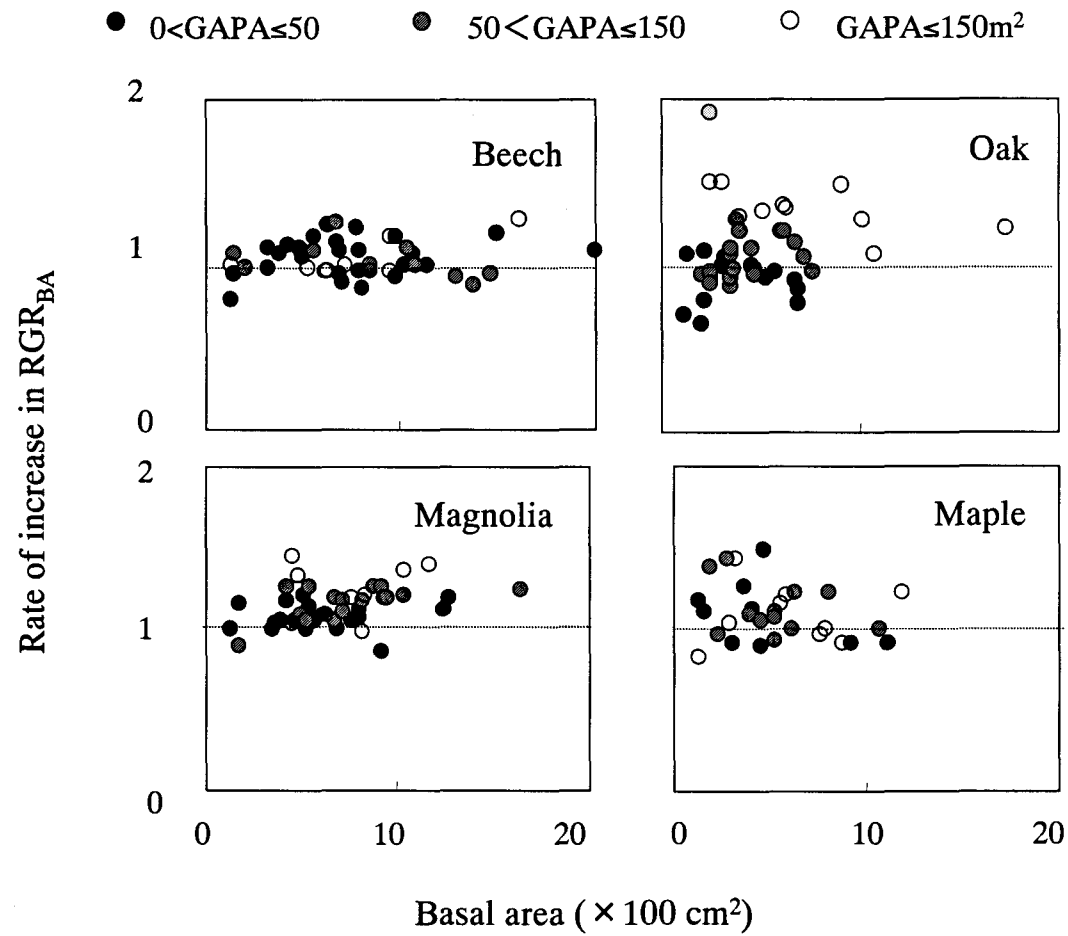 0<GAPA≤50 50<GAPA≤150 GAPA≤150m²
2
Beech
Oak
1
0
Rate of increase in RGR_BA
2
Magnolia
Maple
1
0
0 10 20 0 10 20
Basal area (×100 cm²)